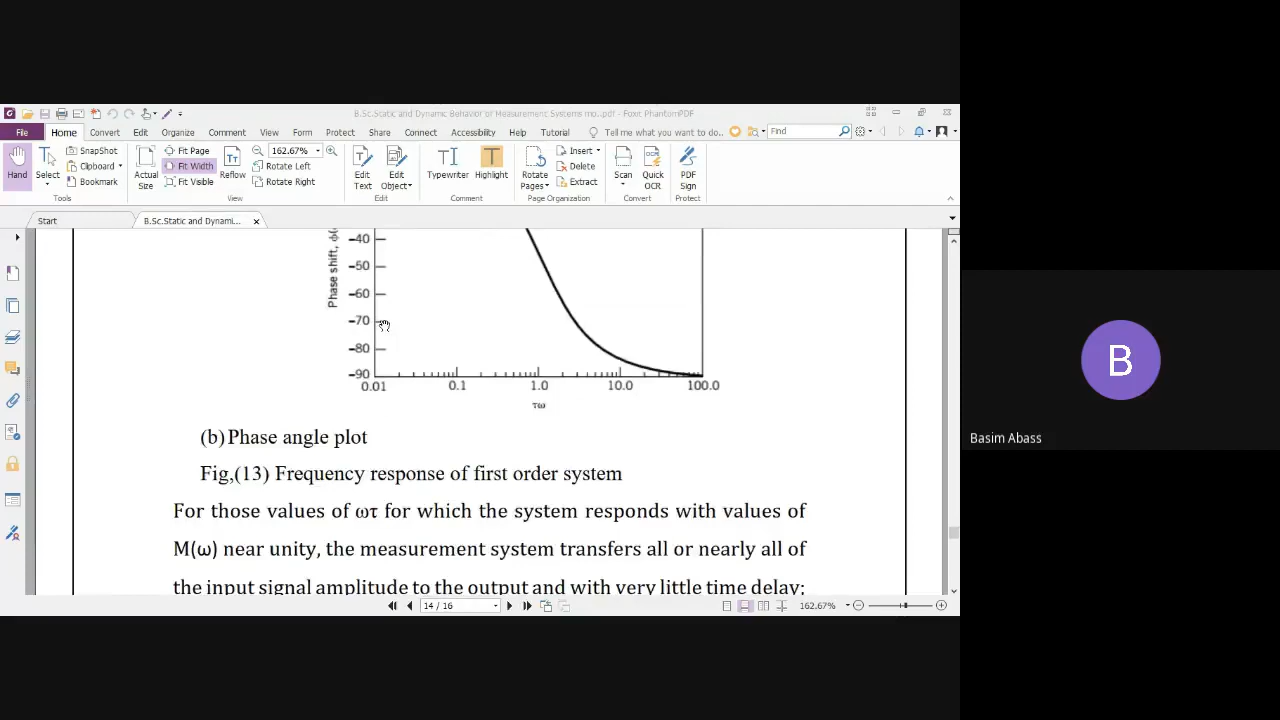 B.Sc.Static and Dynamic Behavior of Measurement Systems mo..pdf - Foxit PhantomPDF
File Home Convert Edit Organize Comment View Form Protect Share Connect Accessibility Help Tutorial Tell me what you want to do.. Find
Hand
Select
SnapShot
Clipboard
Bookmark
Tools
Actual Size
Fit Page
Fit Width
Fit Visible
Reflow
162.67%
Rotate Left
Rotate Right
View
Edit Text
Edit Object
Edit
Typewriter
Highlight
Comment
Rotate Pages
Insert
Delete
Extract
Page Organization
Scan
Quick OCR
Convert
PDF Sign
Protect
Start
B.Sc.Static and Dynami...
Phase shift, ϕ(
−40
−50
−60
−70
−80
−90
0.01 0.1 1.0 10.0 100.0
τω
(b) Phase angle plot
Fig,(13) Frequency response of first order system
For those values of ωτ for which the system responds with values of
M(ω) near unity, the measurement system transfers all or nearly all of
the input signal amplitude to the output and with very little time delay;
14 / 16
162.67%
B
Basim Abass